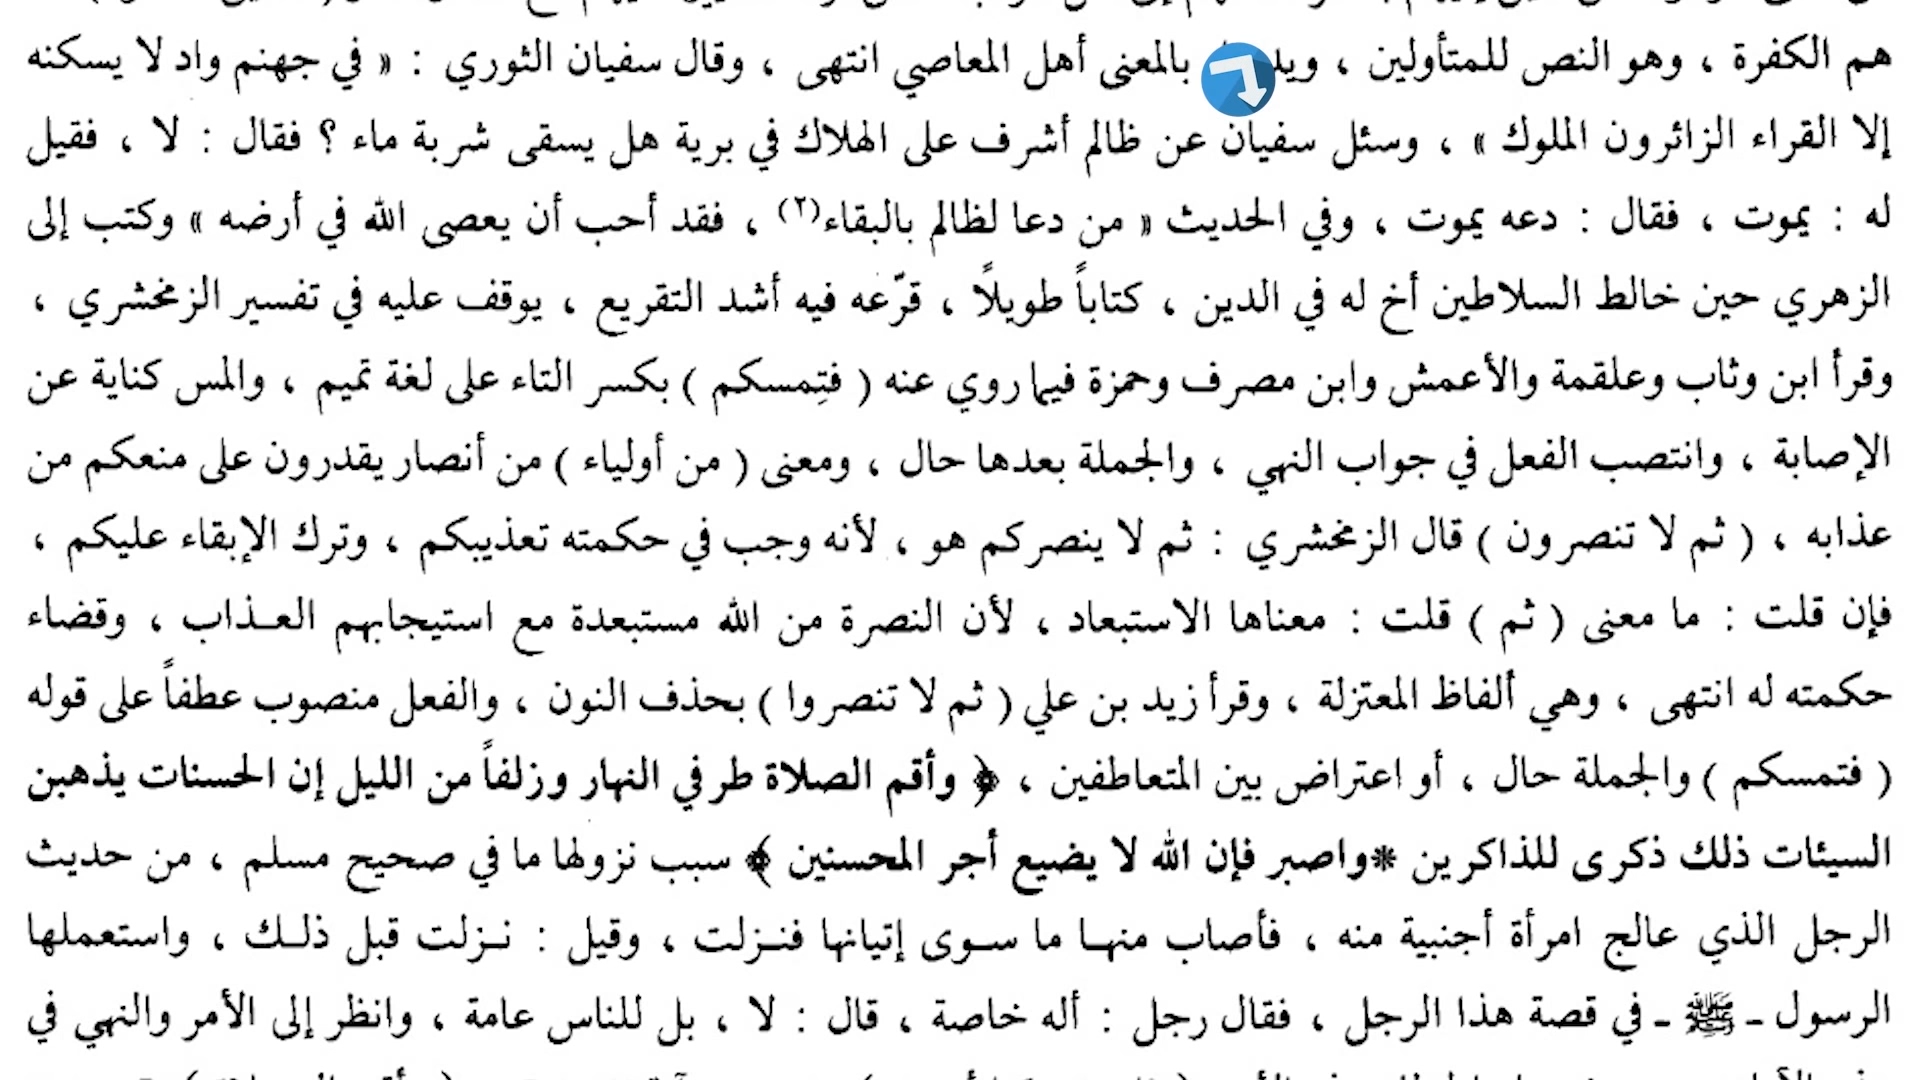 هم الكفرة ، وهو النص للمتأولين ، بالمعنى أهل المعاصي انتهى ، وقال سفيان الثوري : « في جهنم واد لا يسكنه
إلا القراء الزائرون الملوك » ، وسئل سفيان عن ظالم أشرف على الهلاك في برية هل يسقى شربة ماء ؟ فقال : لا ، فقيل
له : يموت ، فقال : دعه يموت ، وفي الحديث « من دعا لظالم بالبقاء(٢) ، فقد أحب أن يعصى الله في أرضه » وكتب إلى
الزهري حين خالط السلاطين أخ له في الدين ، كتاباً طويلاً ، قرّعه فيه أشد التقريع ، يوقف عليه في تفسير الزمخشري ،
وقرأ ابن وثاب وعلقمة والأعمش وابن مصرف وحمزة فيما روي عنه ( فتِمسكم ) بكسر التاء على لغة تميم ، والمس كناية عن
الإصابة ، وانتصب الفعل في جواب النهي ، والجملة بعدها حال ، ومعنى ( من أولياء ) من أنصار يقدرون على منعكم من
عذابه ، ( ثم لا تنصرون ) قال الزمخشري : ثم لا ينصركم هو ، لأنه وجب في حكمته تعذيبكم ، وترك الإبقاء عليكم ،
فإن قلت : ما معنى ( ثم ) قلت : معناها الاستبعاد ، لأن النصرة من الله مستبعدة مع استيجابهم العـذاب ، وقضاء
حكمته له انتهى ، وهي ألفاظ المعتزلة ، وقرأ زيد بن علي ( ثم لا تنصروا ) بحذف النون ، والفعل منصوب عطفاً على قوله
( فتمسكم ) والجملة حال ، أو اعتراض بين المتعاطفين ، ﴿ وأقم الصلاة طرفي النهار وزلفاً من الليل إن الحسنات يذهبن
السيئات ذلك ذكرى للذاكرين *واصبر فإن الله لا يضيع أجر المحسنين ﴾ سبب نزولها ما في صحيح مسلم ، من حديث
الرجل الذي عالج امرأة أجنبية منه ، فأصاب منهـا ما سـوى إتيانها فنـزلت ، وقيل : نـزلت قبل ذلـك ، واستعملها
الرسول ـ ﷺ ـ في قصة هذا الرجل ، فقال رجل : أله خاصة ، قال : لا ، بل للناس عامة ، وانظر إلى الأمر والنهي في